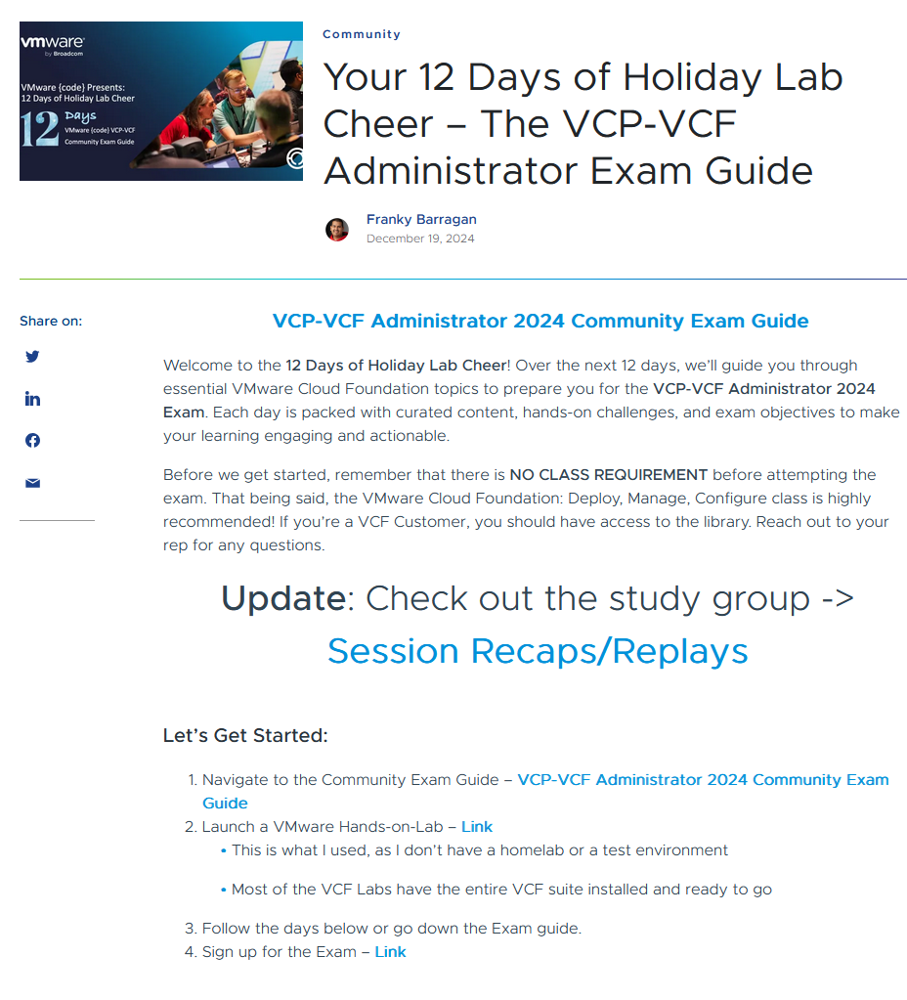 vmware®
by Broadcom
VMware {code} Presents:
12 Days of Holiday Lab Cheer
12 Days
VMware {code} VCP-VCF
Community Exam Guide
Community
Your 12 Days of Holiday Lab
Cheer – The VCP-VCF
Administrator Exam Guide
Franky Barragan
December 19, 2024
Share on:
VCP-VCF Administrator 2024 Community Exam Guide
Welcome to the 12 Days of Holiday Lab Cheer! Over the next 12 days, we’ll guide you through
essential VMware Cloud Foundation topics to prepare you for the VCP-VCF Administrator 2024
Exam. Each day is packed with curated content, hands-on challenges, and exam objectives to make
your learning engaging and actionable.
Before we get started, remember that there is NO CLASS REQUIREMENT before attempting the
exam. That being said, the VMware Cloud Foundation: Deploy, Manage, Configure class is highly
recommended! If you’re a VCF Customer, you should have access to the library. Reach out to your
rep for any questions.
Update: Check out the study group ->
Session Recaps/Replays
Let’s Get Started:
1. Navigate to the Community Exam Guide – VCP-VCF Administrator 2024 Community Exam
Guide
2. Launch a VMware Hands-on-Lab – Link
• This is what I used, as I don’t have a homelab or a test environment
• Most of the VCF Labs have the entire VCF suite installed and ready to go
3. Follow the days below or go down the Exam guide.
4. Sign up for the Exam – Link